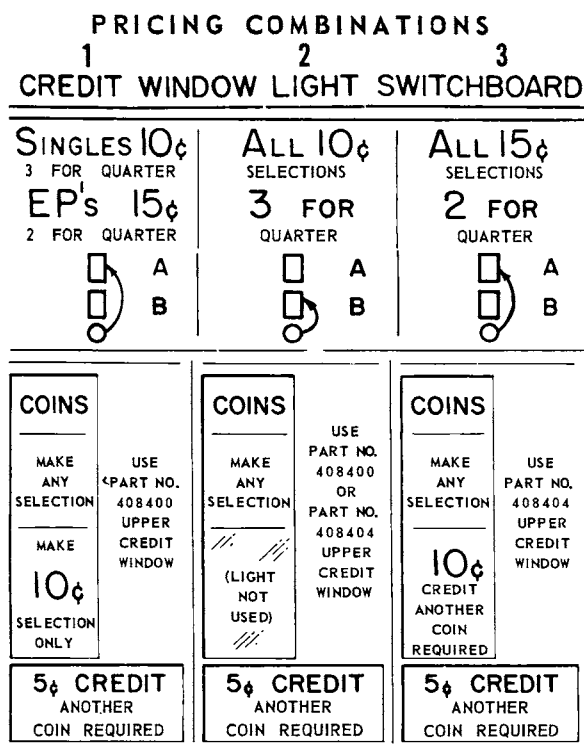 PRICING COMBINATIONS
1 2 3
CREDIT WINDOW LIGHT SWITCHBOARD
SINGLES 10¢
3 FOR QUARTER
EP's 15¢
2 FOR QUARTER
A
B
ALL 10¢
SELECTIONS
3 FOR
QUARTER
A
B
ALL 15¢
SELECTIONS
2 FOR
QUARTER
A
B
COINS
MAKE
ANY
SELECTION
MAKE
10¢
SELECTION
ONLY
USE
PART NO.
408400
UPPER
CREDIT
WINDOW
5¢ CREDIT
ANOTHER
COIN REQUIRED
COINS
MAKE
ANY
SELECTION
(LIGHT
NOT
USED)
USE
PART NO.
408400
OR
PART NO.
408404
UPPER
CREDIT
WINDOW
5¢ CREDIT
ANOTHER
COIN REQUIRED
COINS
MAKE
ANY
SELECTION
10¢
CREDIT
ANOTHER
COIN
REQUIRED
USE
PART NO.
408404
UPPER
CREDIT
WINDOW
5¢ CREDIT
ANOTHER
COIN REQUIRED